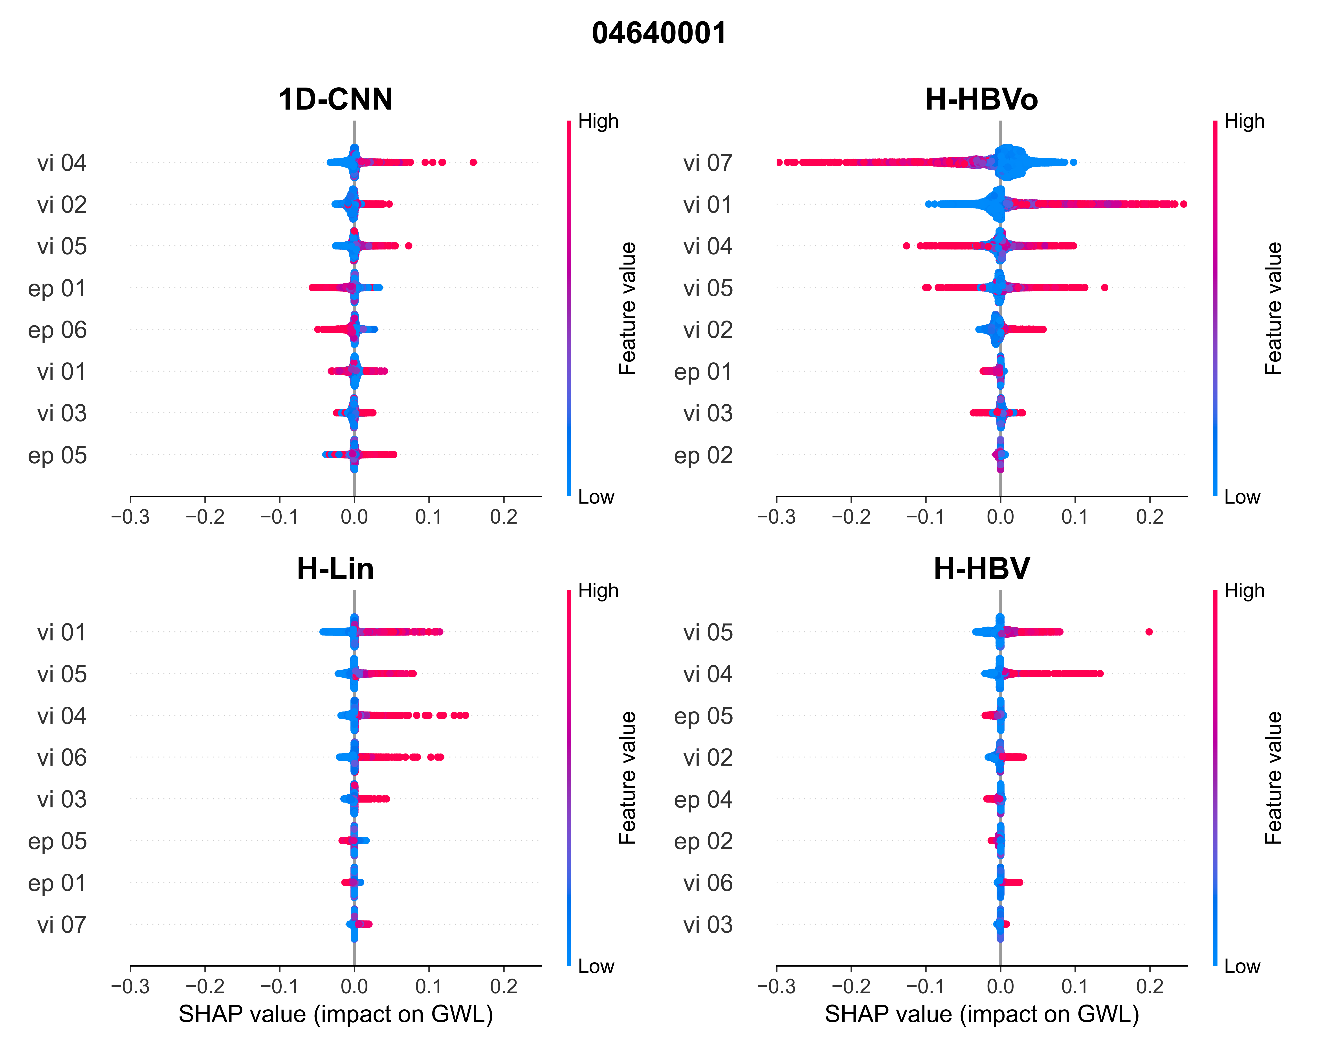 04640001
1D-CNN
High
vi 04
vi 02
vi 05
ep 01
ep 06
vi 01
vi 03
ep 05
Feature value
Low
−0.3 −0.2 −0.1 0.0 0.1 0.2
H-HBVo
High
vi 07
vi 01
vi 04
vi 05
vi 02
ep 01
vi 03
ep 02
Feature value
Low
−0.3 −0.2 −0.1 0.0 0.1 0.2
H-Lin
High
vi 01
vi 05
vi 04
vi 06
vi 03
ep 05
ep 01
vi 07
Feature value
Low
−0.3 −0.2 −0.1 0.0 0.1 0.2
SHAP value (impact on GWL)
H-HBV
High
vi 05
vi 04
ep 05
vi 02
ep 04
ep 02
vi 06
vi 03
Feature value
Low
−0.3 −0.2 −0.1 0.0 0.1 0.2
SHAP value (impact on GWL)